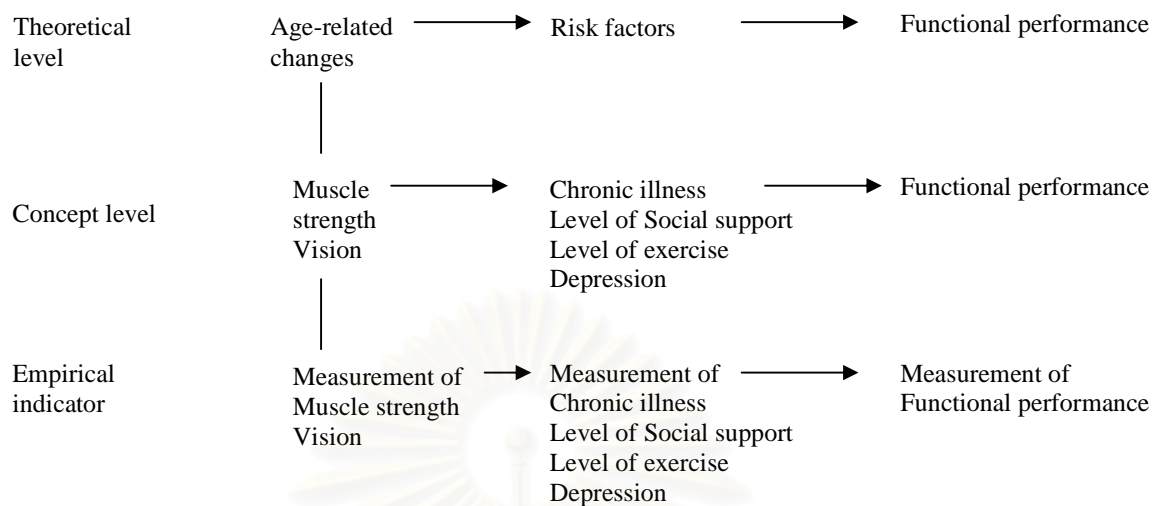 Theoretical
level
Age-related
changes
Risk factors
Functional performance
Concept level
Muscle
strength
Vision
Chronic illness
Level of Social support
Level of exercise
Depression
Functional performance
Empirical
indicator
Measurement of
Muscle strength
Vision
Measurement of
Chronic illness
Level of Social support
Level of exercise
Depression
Measurement of
Functional performance